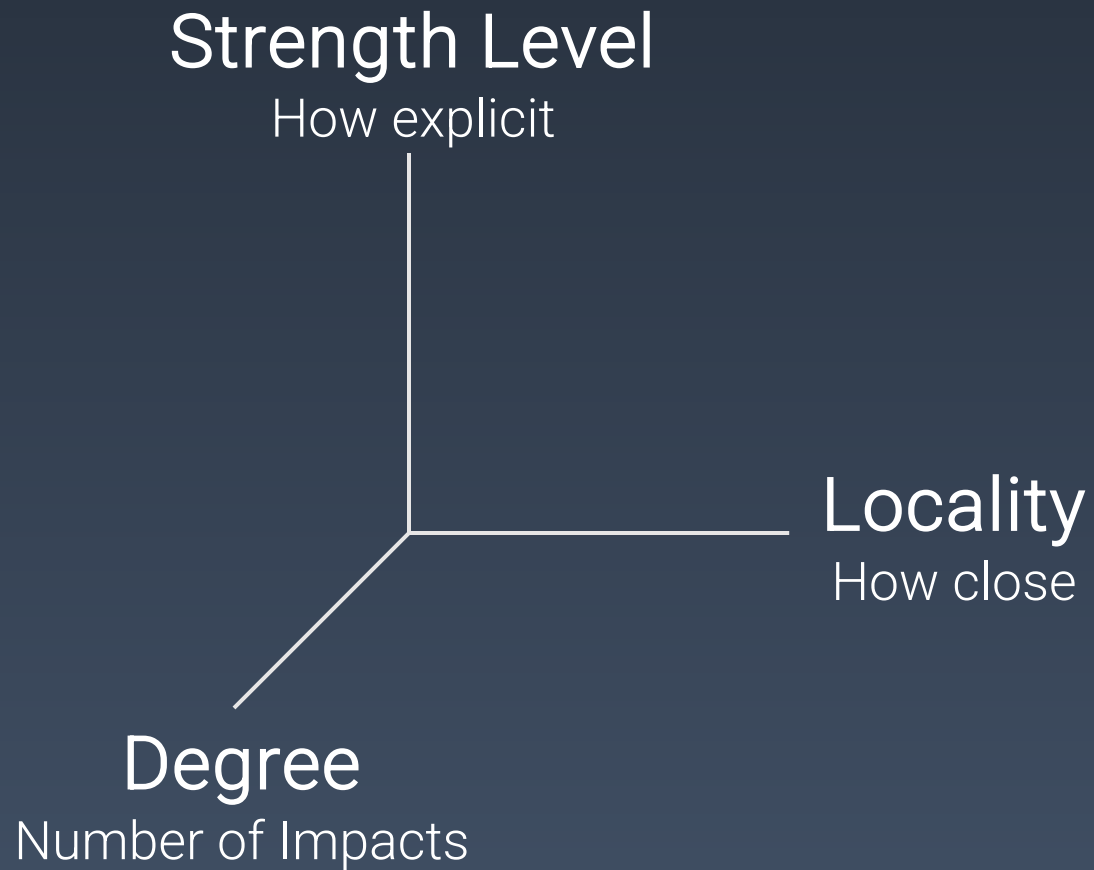 Strength Level
How explicit
Locality
How close
Degree
Number of Impacts